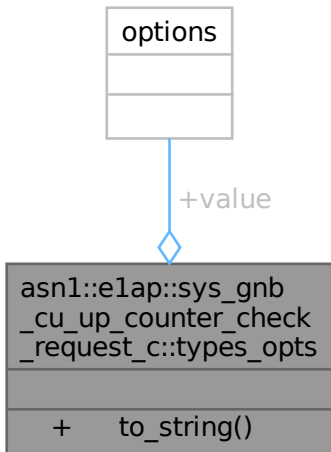 options
+value
asn1::e1ap::sys_gnb
_cu_up_counter_check
_request_c::types_opts
+ to_string()